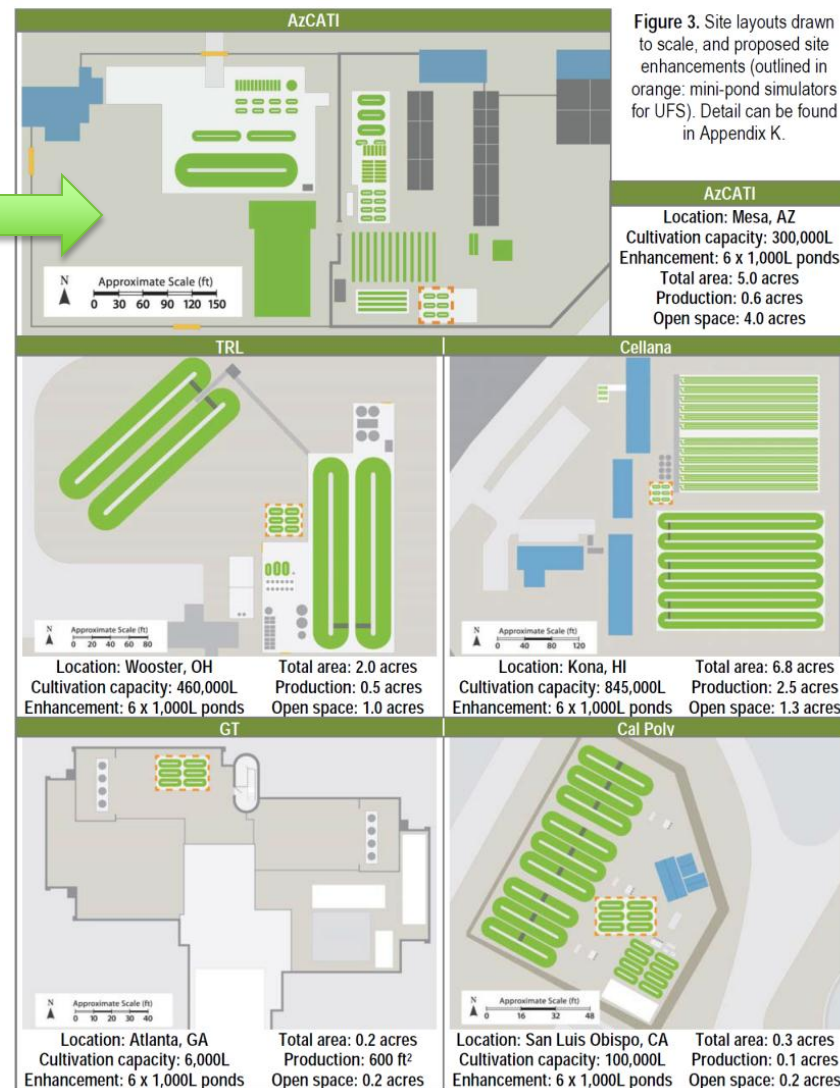 AzCATI
Figure 3. Site layouts drawn
to scale, and proposed site
enhancements (outlined in
orange: mini-pond simulators
for UFS). Detail can be found
in Appendix K.
N
Approximate Scale (ft)
0 30 60 90 120 150
AzCATI
Location: Mesa, AZ
Cultivation capacity: 300,000L
Enhancement: 6 x 1,000L ponds
Total area: 5.0 acres
Production: 0.6 acres
Open space: 4.0 acres
TRL
N
Approximate Scale (ft)
0 20 40 60 80
Location: Wooster, OH
Cultivation capacity: 460,000L
Enhancement: 6 x 1,000L ponds
Total area: 2.0 acres
Production: 0.5 acres
Open space: 1.0 acres
Cellana
N
Approximate Scale (ft)
0 40 80 120
Location: Kona, HI
Cultivation capacity: 845,000L
Enhancement: 6 x 1,000L ponds
Total area: 6.8 acres
Production: 2.5 acres
Open space: 1.3 acres
GT
N
Approximate Scale (ft)
0 10 20 30 40
Location: Atlanta, GA
Cultivation capacity: 6,000L
Enhancement: 6 x 1,000L ponds
Total area: 0.2 acres
Production: 600 ft²
Open space: 0.2 acres
Cal Poly
N
Approximate Scale (ft)
0 16 32 48
Location: San Luis Obispo, CA
Cultivation capacity: 100,000L
Enhancement: 6 x 1,000L ponds
Total area: 0.3 acres
Production: 0.1 acres
Open space: 0.2 acres